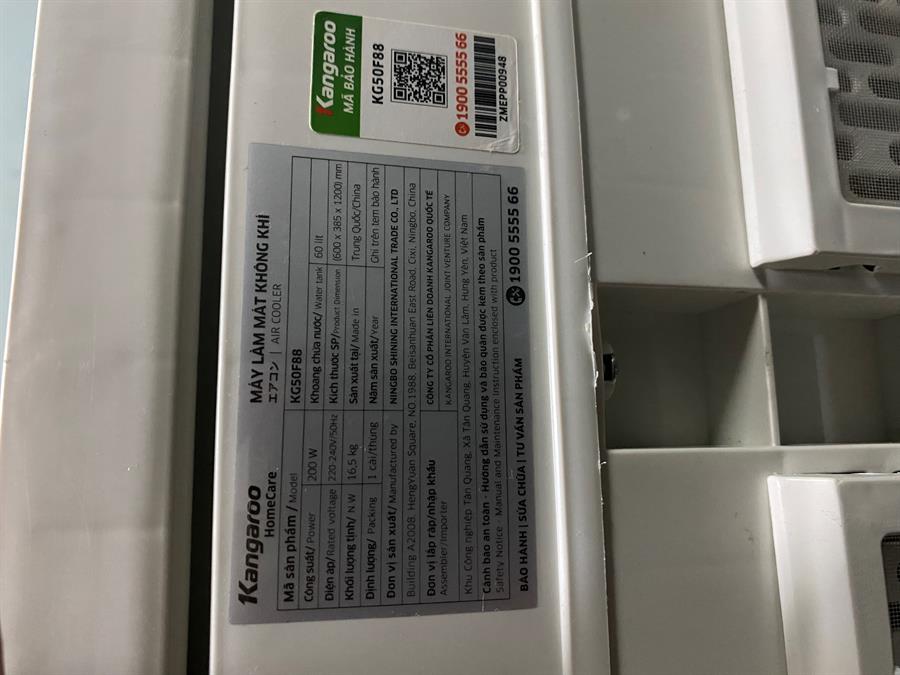 Kangaroo
MÃ BẢO HÀNH
KG50F88
1900 5555 66
ZMEPP00948
Kangaroo
HomeCare
MÁY LÀM MÁT KHÔNG KHÍ
エアコン | AIR COOLER
Mã sản phẩm / Model KG50F88
Công suất/ Power 200 W Khoang chứa nước/ Water tank 60 lit
Điện áp/ Rated voltage 220-240V/50Hz Kích thước SP/Product Dimension (600 x 385 x 1200) mm
Khối lượng tịnh/ N.W 16,5 kg Sản xuất tại/ Made in Trung Quốc/China
Định lượng/ Packing 1 cái/thùng Năm sản xuất/Year Ghi trên tem bảo hành
Đơn vị sản xuất/ Manufactured by NINGBO SHINING INTERNATIONAL TRADE CO., LTD
Building A2008, HengYuan Square, NO.1988, Beisanhuan East Road, Cixi, Ningbo, China
Đơn vị lắp ráp/nhập khẩu CÔNG TY CỔ PHẦN LIÊN DOANH KANGAROO QUỐC TẾ
Assembler/Importer KANGAROO INTERNATIONAL JOINT VENTURE COMPANY
Khu Công nghiệp Tân Quang, Xã Tân Quang, Huyện Văn Lâm, Hưng Yên, Việt Nam
Cảnh báo an toàn - Hướng dẫn sử dụng và bảo quản được kèm theo sản phẩm
Safety Notice - Manual and Maintenance Instruction enclosed with product
BẢO HÀNH | SỬA CHỮA | TƯ VẤN SẢN PHẨM 1900 5555 66